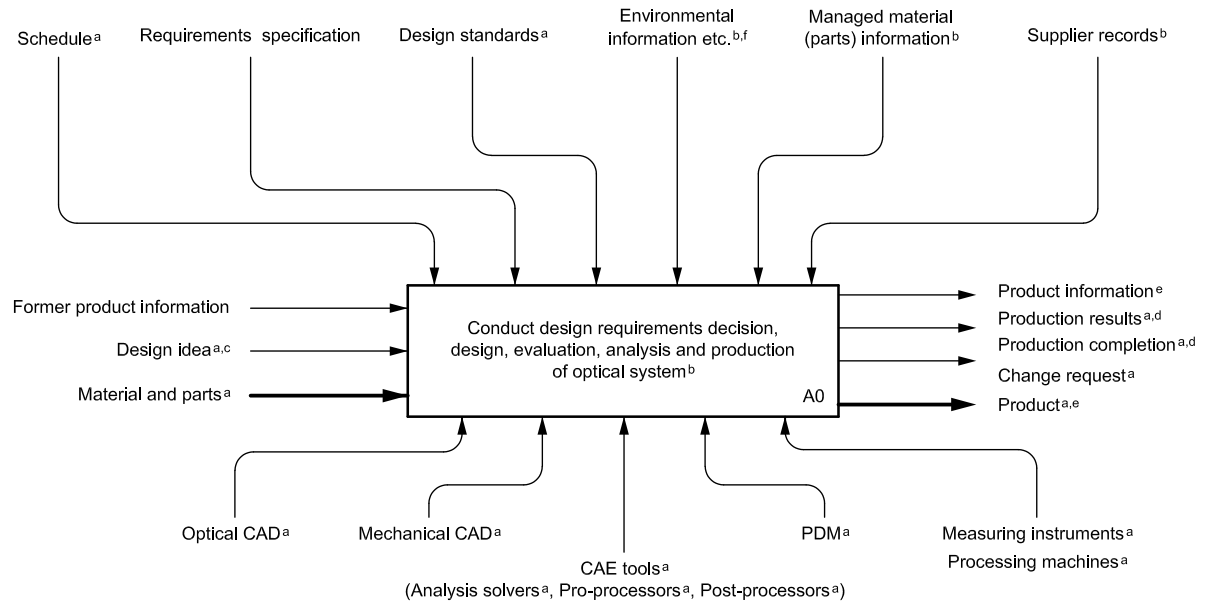 Schedule a
Requirements specification
Design standards a
Environmental
information etc. b,f
Managed material
(parts) information b
Supplier records b
Former product information
Design idea a,c
Material and parts a
Conduct design requirements decision,
design, evaluation, analysis and production
of optical system b
A0
Product information e
Production results a,d
Production completion a,d
Change request a
Product a,e
Optical CAD a
Mechanical CAD a
CAE tools a
(Analysis solvers a, Pro-processors a, Post-processors a)
PDM a
Measuring instruments a
Processing machines a